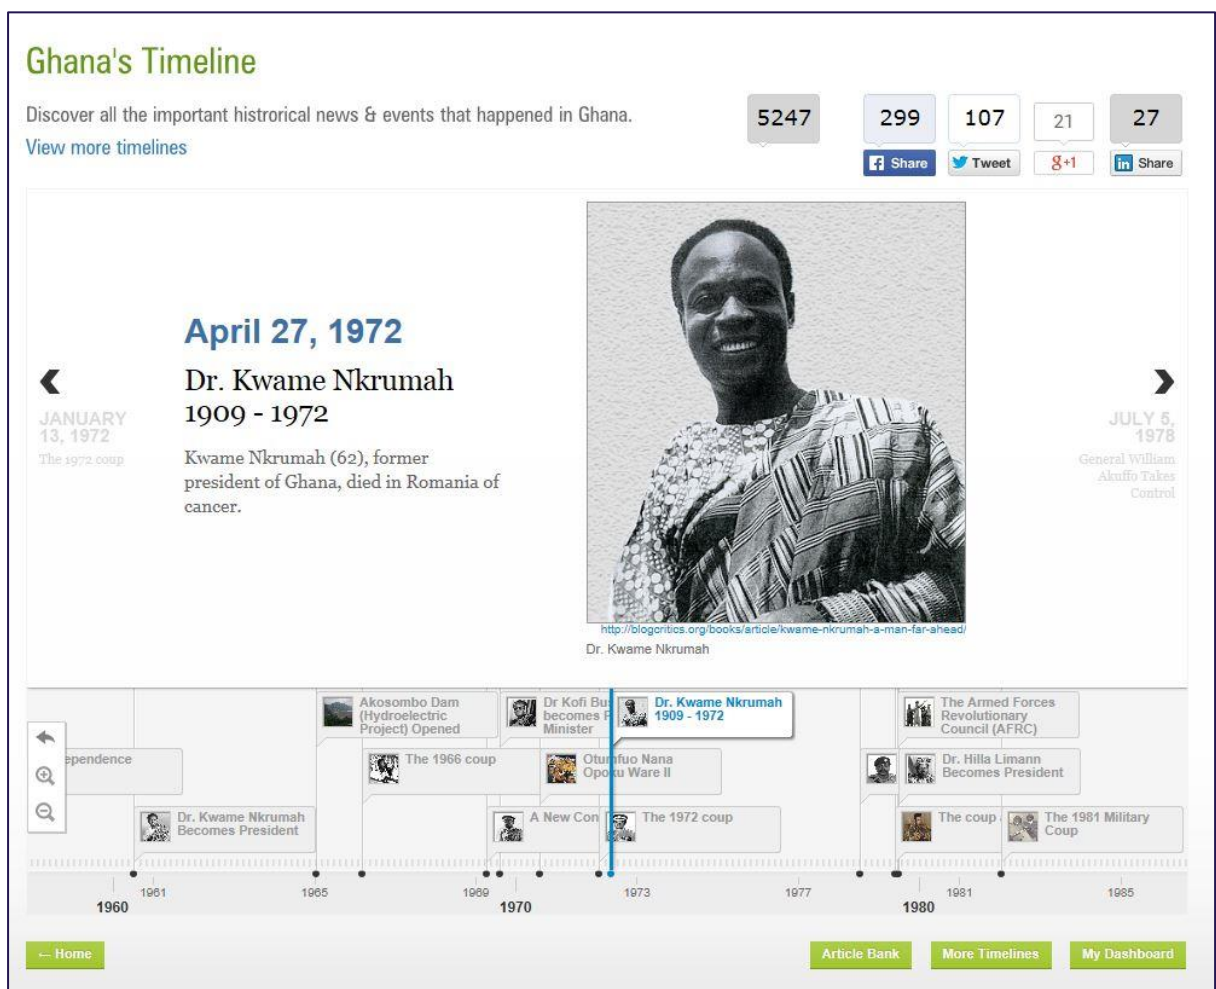 Ghana's Timeline
Discover all the important histrorical news & events that happened in Ghana.
View more timelines
5247
299
107
21
27
Share
Tweet
g+1
in Share
April 27, 1972
Dr. Kwame Nkrumah
1909 - 1972
Kwame Nkrumah (62), former
president of Ghana, died in Romania of
cancer.
JANUARY
13, 1972
The 1972 coup
JULY 5,
1978
General William
Akuffo Takes
Control
http://blogcritics.org/books/article/kwame-nkrumah-a-man-far-ahead/
Dr. Kwame Nkrumah
Akosombo Dam
(Hydroelectric
Project) Opened
Dr Kofi Bu
becomes P
Minister
Dr. Kwame Nkrumah
1909 - 1972
The Armed Forces
Revolutionary
Council (AFRC)
ependence
The 1966 coup
Otumfuo Nana
Opoku Ware II
Dr. Hilla Limann
Becomes President
Dr. Kwame Nkrumah
Becomes President
A New Con
The 1972 coup
The coup
The 1981 Military
Coup
1961
1965
1969
1973
1977
1981
1985
1960
1970
1980
← Home
Article Bank
More Timelines
My Dashboard